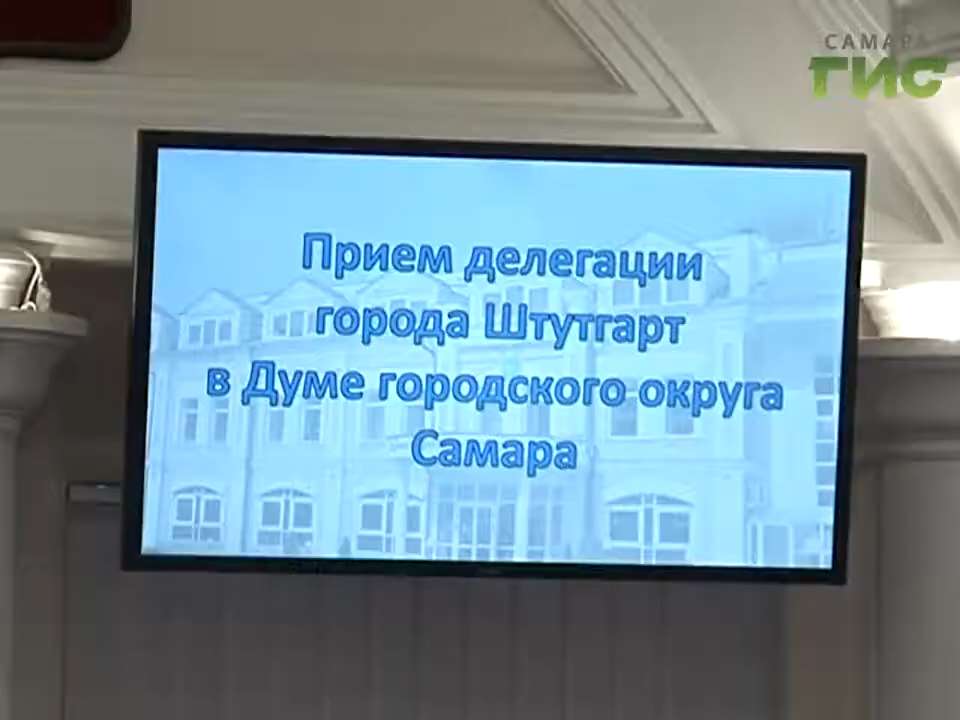 САМАРА
ГИС
Прием делегации
города Штутгарт
в Думе городского округа
Самара